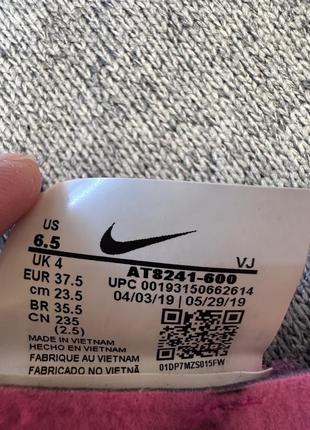 US
6.5
UK 4
EUR 37.5
cm 23.5
BR 35.5
CN 235
(2.5)
VJ
AT8241-600
UPC 00193150662614
04/03/19 | 05/29/19
MADE IN VIETNAM
HECHO EN VIETNAM
FABRIQUE AU VIETNAM
FABRICADO NO VIETNÃ
01DP7MZS015FW